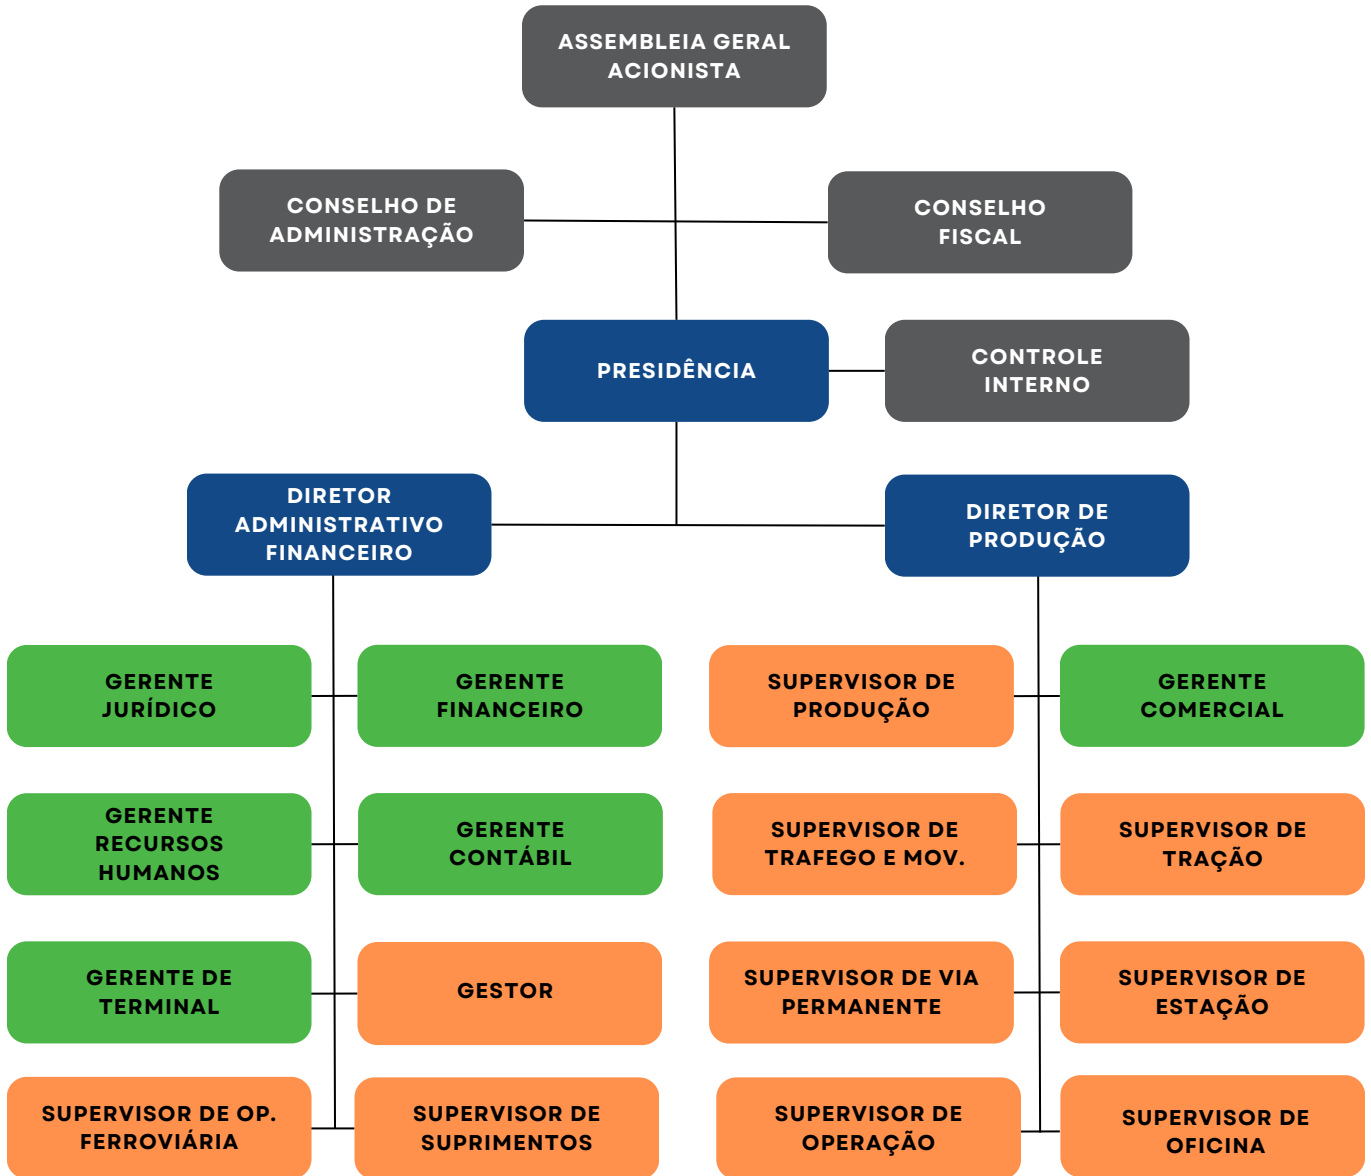 ASSEMBLEIA GERAL
ACIONISTA
CONSELHO DE
ADMINISTRAÇÃO
CONSELHO
FISCAL
PRESIDÊNCIA
CONTROLE
INTERNO
DIRETOR
ADMINISTRATIVO
FINANCEIRO
DIRETOR DE
PRODUÇÃO
GERENTE
JURÍDICO
GERENTE
FINANCEIRO
SUPERVISOR DE
PRODUÇÃO
GERENTE
COMERCIAL
GERENTE
RECURSOS
HUMANOS
GERENTE
CONTÁBIL
SUPERVISOR DE
TRAFEGO E MOV.
SUPERVISOR DE
TRAÇÃO
GERENTE DE
TERMINAL
GESTOR
SUPERVISOR DE VIA
PERMANENTE
SUPERVISOR DE
ESTAÇÃO
SUPERVISOR DE OP.
FERROVIÁRIA
SUPERVISOR DE
SUPRIMENTOS
SUPERVISOR DE
OPERAÇÃO
SUPERVISOR DE
OFICINA